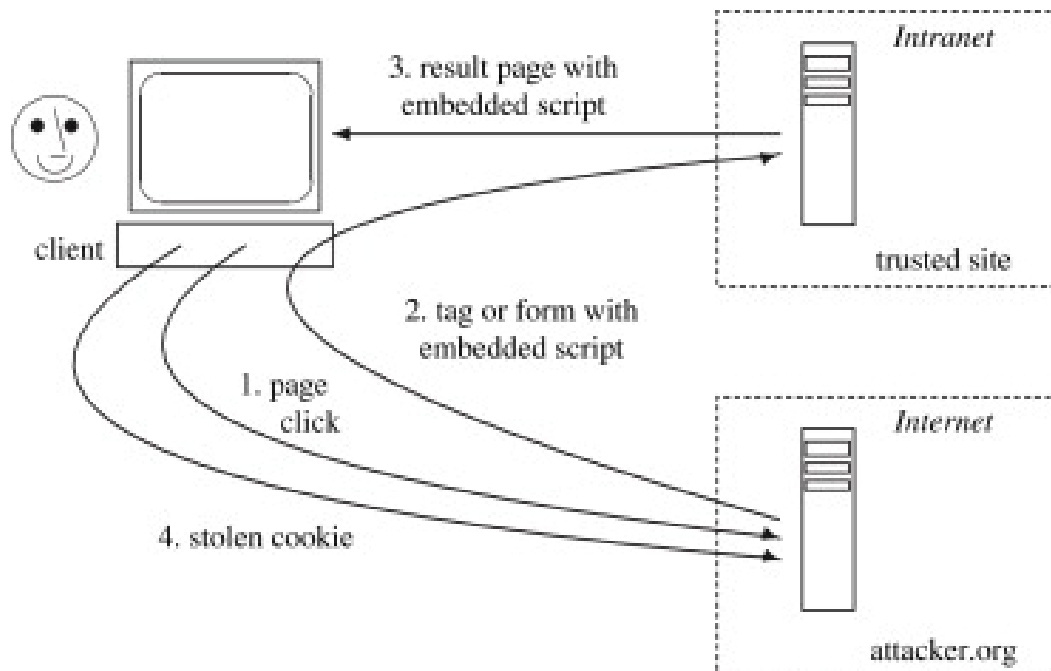 Intranet
3. result page with
embedded script
client
trusted site
2. tag or form with
embedded script
1. page
click
Internet
4. stolen cookie
attacker.org